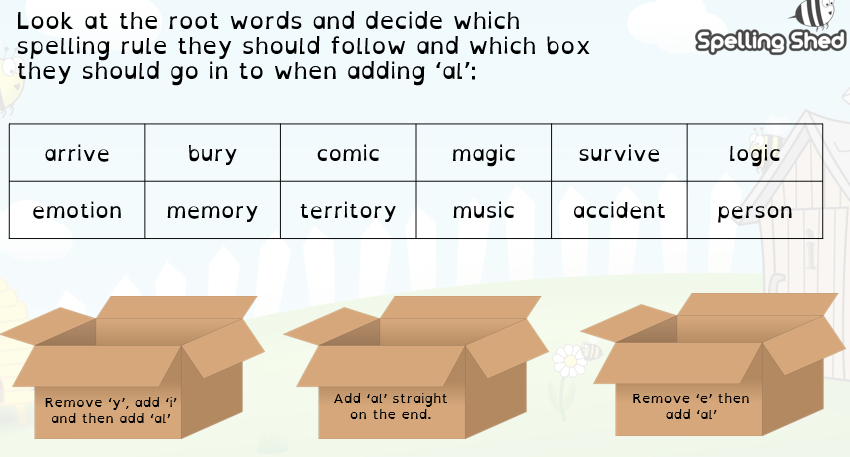 Look at the root words and decide which
spelling rule they should follow and which box
they should go in to when adding ‘al’:
Spelling Shed
arrive bury comic magic survive logic
emotion memory territory music accident person
Remove ‘y’, add ‘i’
and then add ‘al’
Add ‘al’ straight
on the end.
Remove ‘e’ then
add ‘al’